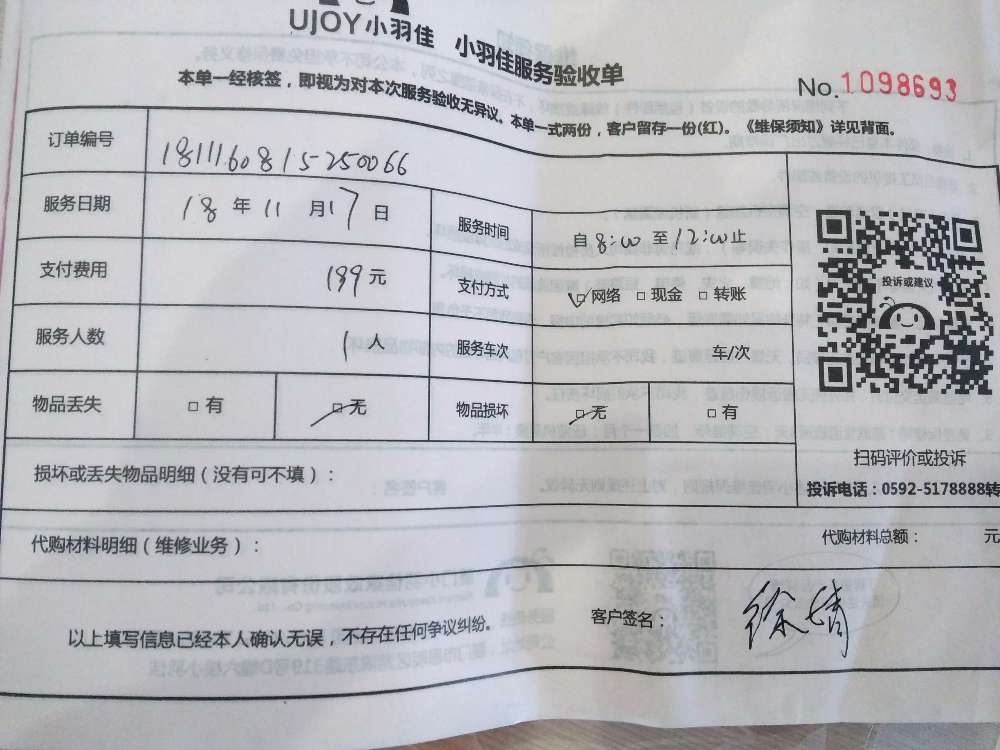 UJOY小羽佳 小羽佳服务验收单
No.1098693
本单一经核签，即视为对本次服务验收无异议。本单一式两份，客户留存一份(红)。《维保须知》详见背面。
订单编号 1811160815250066
服务日期 18 年 11 月 17 日 服务时间 自 8:00 至 12:00 止
支付费用 199元 支付方式 ☑网络 □现金 □转账
服务人数 1人 服务车次 车/次
物品丢失 □有 ☑无 物品损坏 ☑无 □有
投诉或建议
扫码评价或投诉
投诉电话：0592-5178888转
损坏或丢失物品明细（没有可不填）：
代购材料明细（维修业务）： 代购材料总额： 元
以上填写信息已经本人确认无误，不存在任何争议纠纷。 客户签名： 徐婧